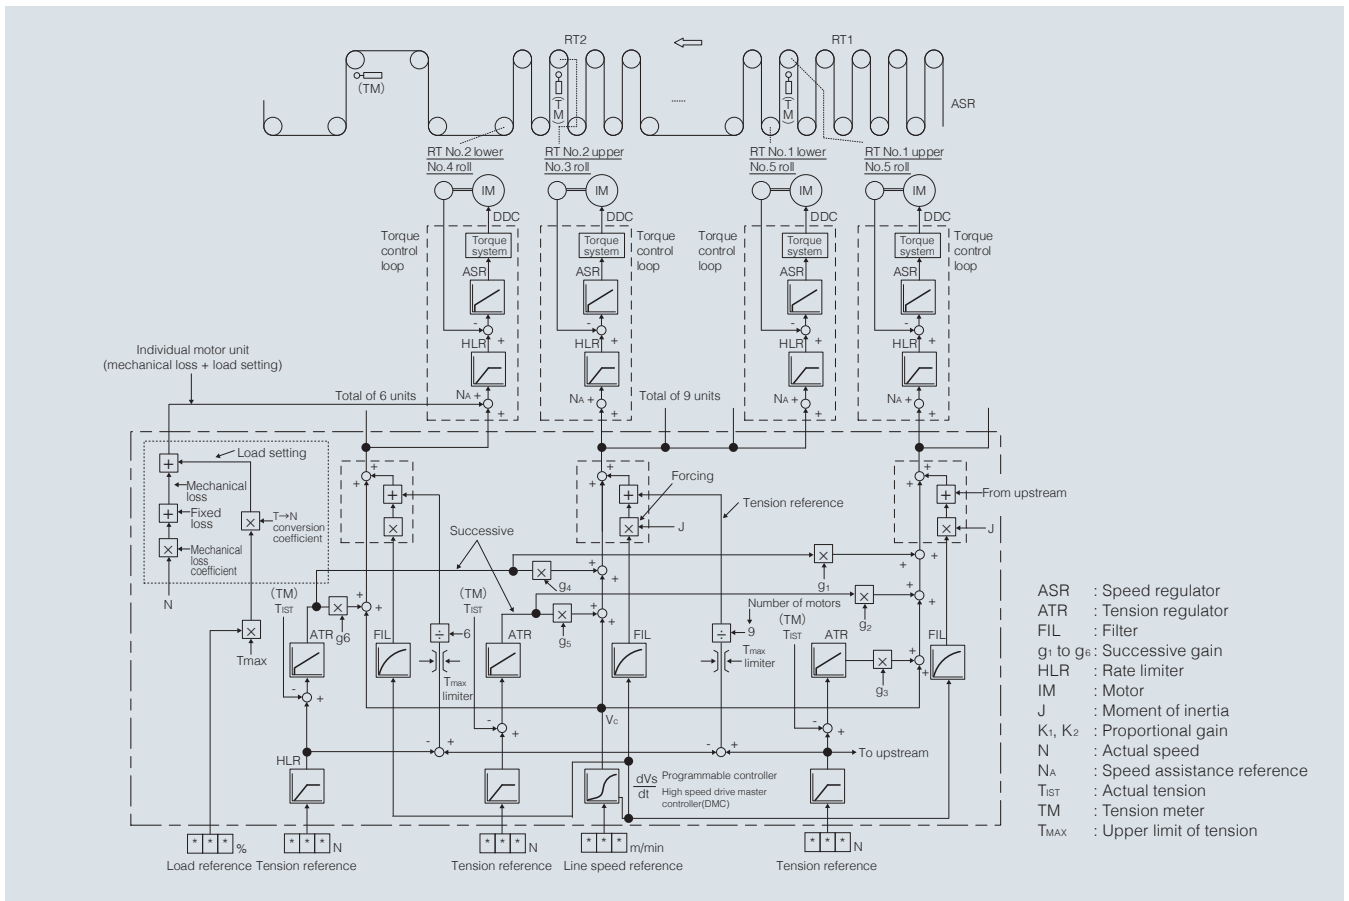 RT2
RT1
(TM)
(TM)
(TM)
ASR
RT No.2 lower
No.4 roll
RT No.2 upper
No.3 roll
RT No.1 lower
No.5 roll
RT No.1 upper
No.5 roll
IM
IM
IM
IM
DDC
DDC
DDC
DDC
Torque
control
loop
Torque
system
Torque
system
Torque
control
loop
Torque
control
loop
Torque
system
Torque
system
Torque
control
loop
ASR
ASR
ASR
ASR
- 
-
-
-
HLR +
HLR +
HLR +
HLR +
Individual motor unit
(mechanical loss + load setting)
Total of 6 units
NA +
+
NA +
+
Total of 9 units
NA +
+
NA +
+
Load setting
+
Mechanical
loss
+
Fixed
loss
×
T→N
conversion
coefficient
×
Mechanical
loss
coefficient
N
+
+
+
×
+
+
+
Forcing
×
J
Tension reference
+
+
+
From upstream
×
J
Successive
×
g4
+
+
×
g1
+
+
(TM)
TIST
×
g6
+
+
(TM)
TIST
×
g5
+
+
×
g2
+
+
Number of motors
(TM)
TIST
×
Tmax
ATR
FIL
÷
6
Tmax
limiter
ATR
FIL
÷
9
Tmax
limiter
ATR
×
g3
+
+
FIL
-
+
-
+
-
+
Vc
-
+
-
+
To upstream
HLR
dVs
dt
Programmable controller
High speed drive master
controller(DMC)
* * * %
* * * N
* * * N
* * * m/min
* * * N
Load reference
Tension reference
Tension reference
Line speed reference
Tension reference
ASR : Speed regulator
ATR : Tension regulator
FIL : Filter
g1 to g6 : Successive gain
HLR : Rate limiter
IM : Motor
J : Moment of inertia
K1, K2 : Proportional gain
N : Actual speed
NA : Speed assistance reference
TIST : Actual tension
TM : Tension meter
TMAX : Upper limit of tension